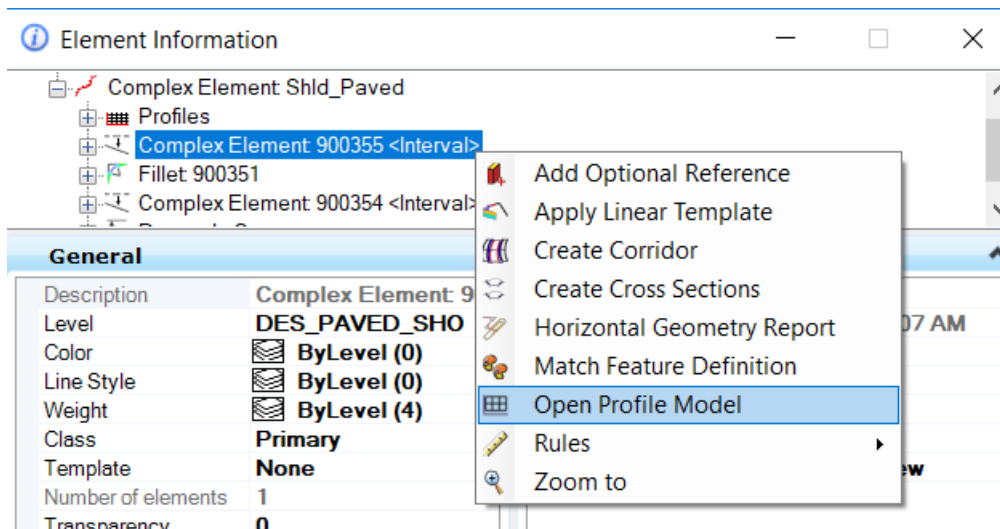 Element Information
Complex Element: Shld_Paved
Profiles
Complex Element: 900355 <Interval>
Fillet: 900351
Complex Element: 900354 <Interval>
Add Optional Reference
Apply Linear Template
Create Corridor
Create Cross Sections
Horizontal Geometry Report
Match Feature Definition
Open Profile Model
Rules
Zoom to
General
Description Complex Element: 9
Level DES_PAVED_SHO 07 AM
Color ByLevel (0)
Line Style ByLevel (0)
Weight ByLevel (4)
Class Primary
Template None ew
Number of elements 1
Transparency 0